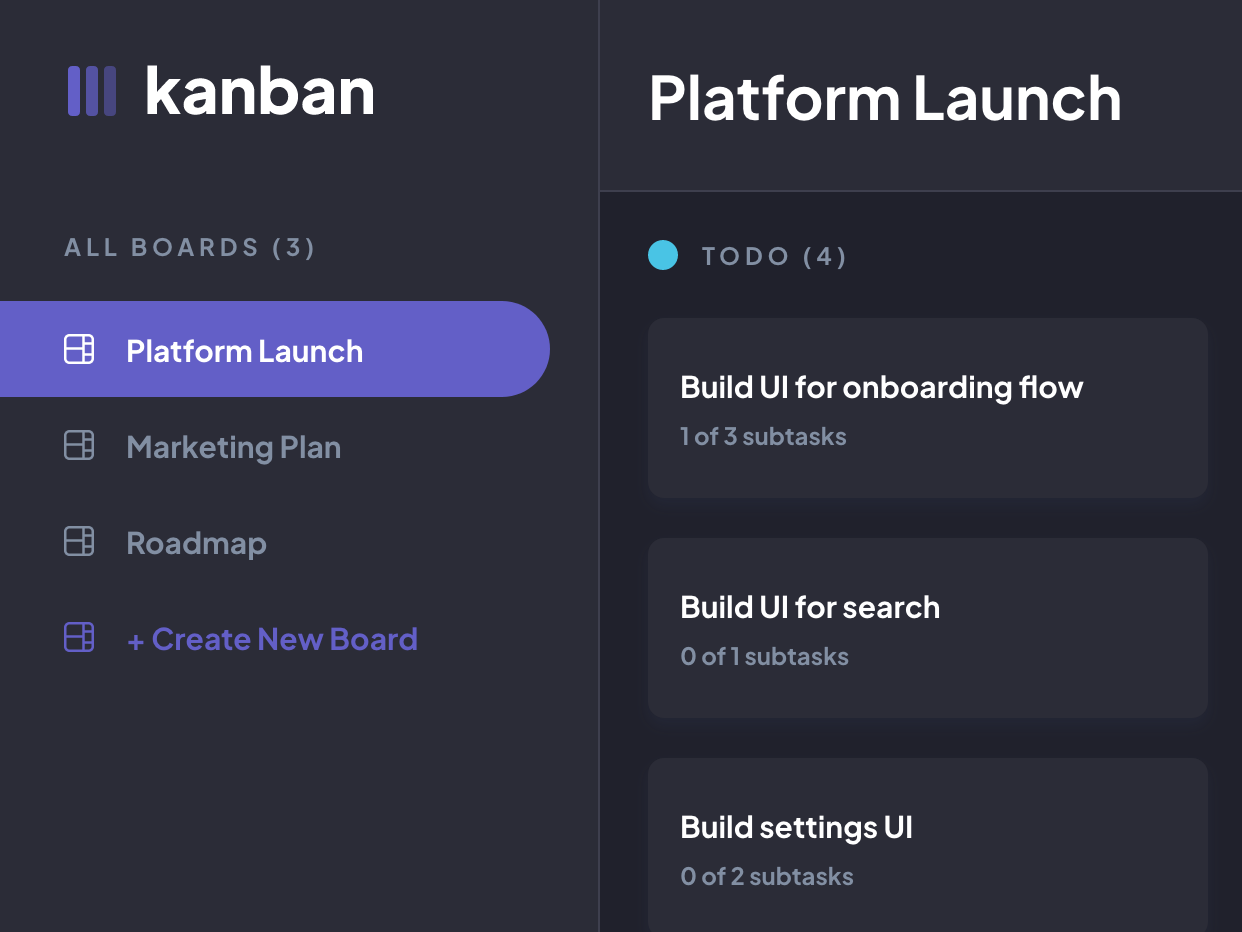 kanban
ALL BOARDS (3)
Platform Launch
Marketing Plan
Roadmap
+ Create New Board
Platform Launch
TODO (4)
Build UI for onboarding flow
1 of 3 subtasks
Build UI for search
0 of 1 subtasks
Build settings UI
0 of 2 subtasks